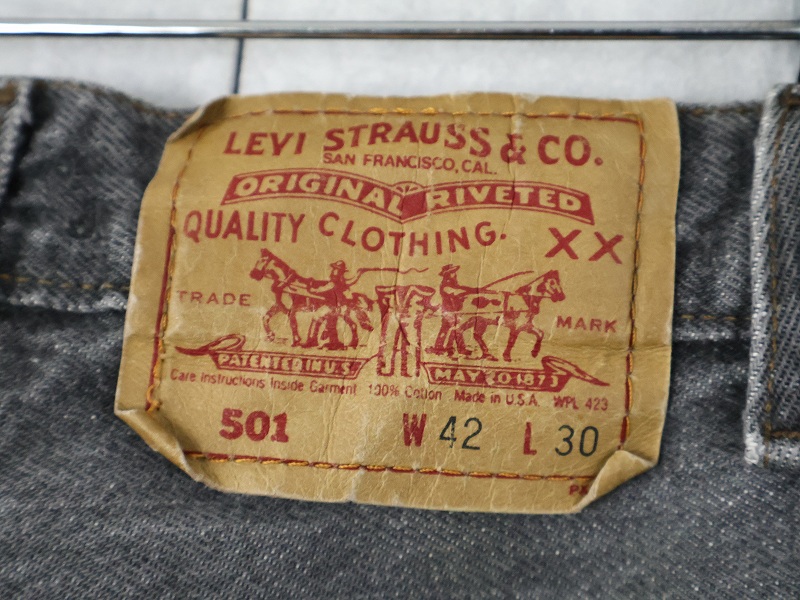 LEVI STRAUSS & CO.
SAN FRANCISCO, CAL.
ORIGINAL RIVETED
QUALITY CLOTHING. XX
TRADE MARK
PATENTED IN U.S. MAY 20 1873
Care Instructions Inside Garment 100% Cotton Made in U.S.A. WPL 423
501 W 42 L 30